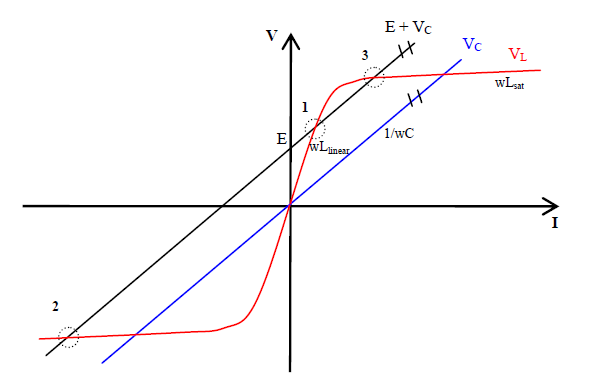 E + V_C
V
V_C
3
V_L
wL_sat
1
E
1/wC
wL_linear
I
2